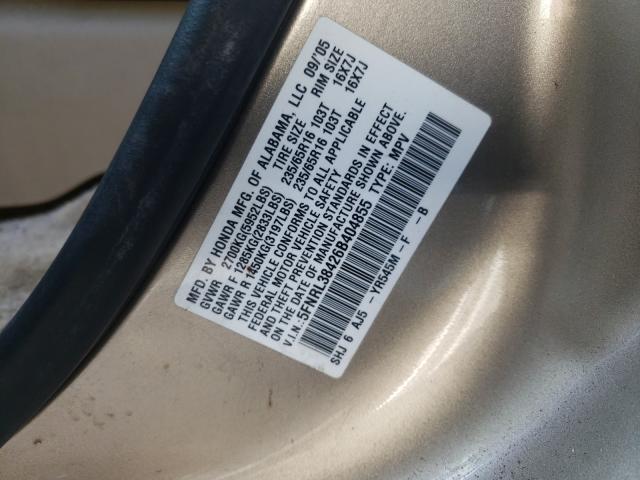 MFD. BY HONDA MFG. OF ALABAMA, LLC 09/'05
GVWR 2700KG(5952LBS) TIRE SIZE RIM SIZE
GAWR F 1285KG(2833LBS) 235/65R16 103T 16X7J
GAWR R 1450KG(3197LBS) 235/65R16 103T 16X7J
THIS VEHICLE CONFORMS TO ALL APPLICABLE
FEDERAL MOTOR VEHICLE SAFETY
AND THEFT PREVENTION STANDARDS IN EFFECT
ON THE DATE OF MANUFACTURE SHOWN ABOVE.
V.I.N.:5FNRL38226B404855 TYPE: MPV
SHJ 6 AJ5 -YR545M -F -B